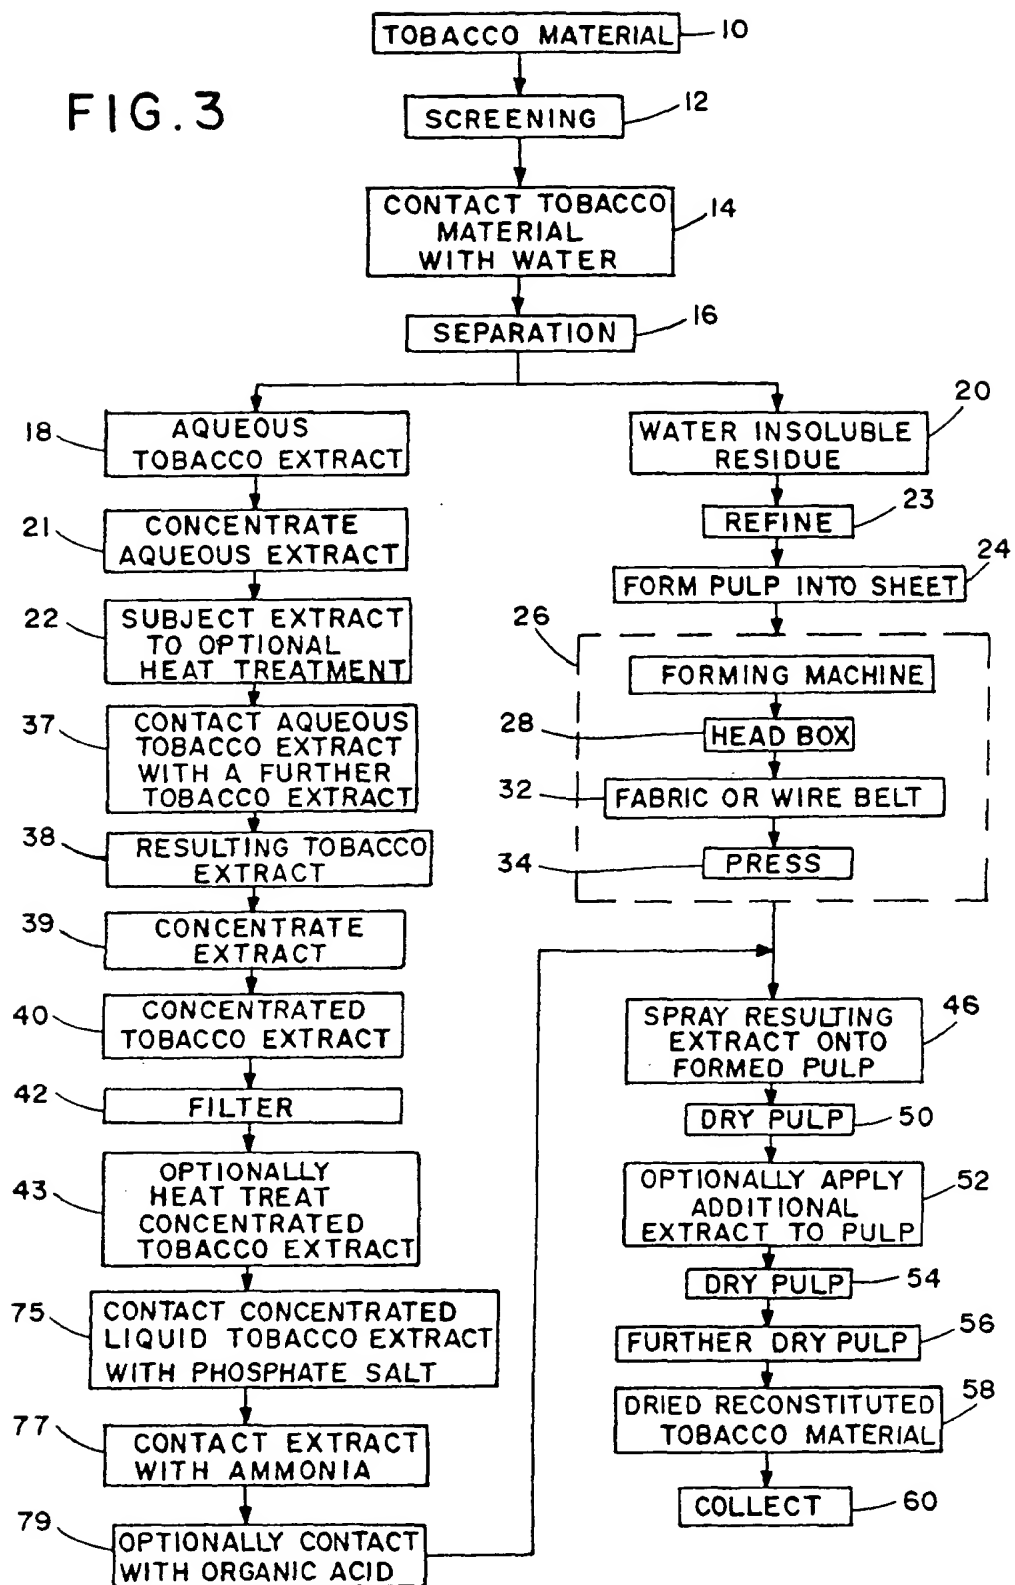 FIG. 3
TOBACCO MATERIAL
10
SCREENING
12
CONTACT TOBACCO
MATERIAL
WITH WATER
14
SEPARATION
16
18
AQUEOUS
TOBACCO EXTRACT
21
CONCENTRATE
AQUEOUS EXTRACT
22
SUBJECT EXTRACT
TO OPTIONAL
HEAT TREATMENT
37
CONTACT AQUEOUS
TOBACCO EXTRACT
WITH A FURTHER
TOBACCO EXTRACT
38
RESULTING TOBACCO
EXTRACT
39
CONCENTRATE
EXTRACT
40
CONCENTRATED
TOBACCO EXTRACT
42
FILTER
43
OPTIONALLY
HEAT TREAT
CONCENTRATED
TOBACCO EXTRACT
75
CONTACT CONCENTRATED
LIQUID TOBACCO EXTRACT
WITH PHOSPHATE SALT
77
CONTACT EXTRACT
WITH AMMONIA
79
OPTIONALLY CONTACT
WITH ORGANIC ACID
20
WATER INSOLUBLE
RESIDUE
REFINE
23
FORM PULP INTO SHEET
24
26
FORMING MACHINE
28
HEAD BOX
32
FABRIC OR WIRE BELT
34
PRESS
SPRAY RESULTING
EXTRACT ONTO
FORMED PULP
46
DRY PULP
50
OPTIONALLY APPLY
ADDITIONAL
EXTRACT TO PULP
52
DRY PULP
54
FURTHER DRY PULP
56
DRIED RECONSTITUTED
TOBACCO MATERIAL
58
COLLECT
60